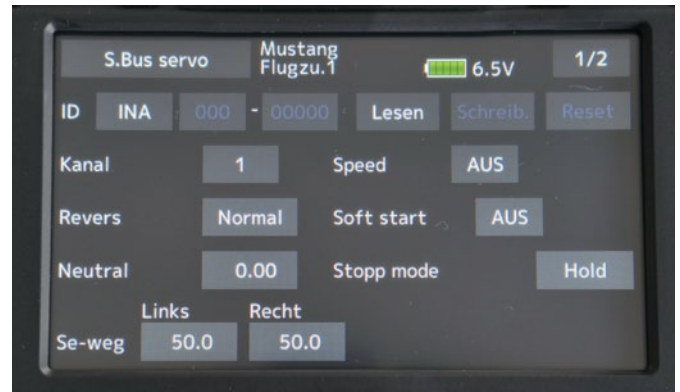 S.Bus servo Mustang 6.5V 1/2
Flugzu.1
ID INA 000 - 00000 Lesen Schreib. Reset
Kanal 1 Speed AUS
Revers Normal Soft start AUS
Neutral 0.00 Stopp mode Hold
Links Recht
Se-weg 50.0 50.0